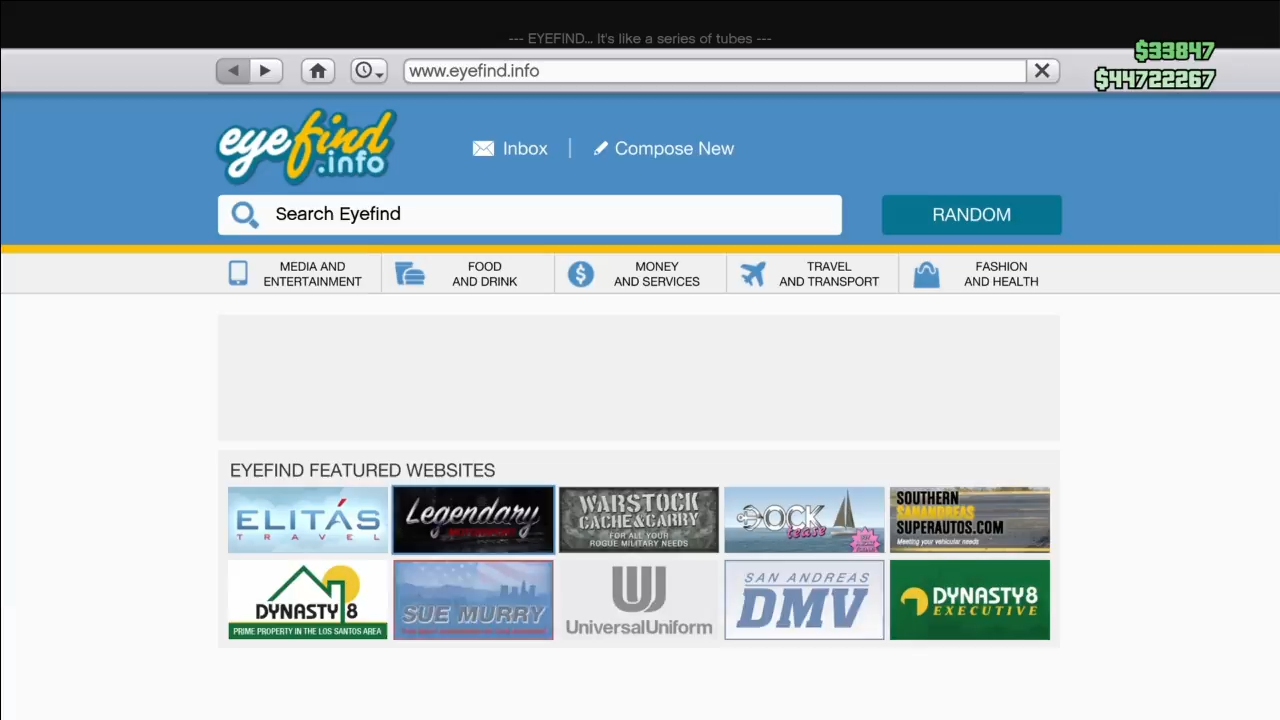 --- EYEFIND... It's like a series of tubes ---
$33847
www.eyefind.info
$44722267
eyefind
.info
Inbox
Compose New
Search Eyefind
RANDOM
MEDIA AND
ENTERTAINMENT
FOOD
AND DRINK
MONEY
AND SERVICES
TRAVEL
AND TRANSPORT
FASHION
AND HEALTH
EYEFIND FEATURED WEBSITES
ELITÁS
TRAVEL
Legendary
WARSTOCK
CACHE&CARRY
FOR ALL YOUR
ROGUE MILITARY NEEDS
DOCK
tease
SOUTHERN
SANANDREAS
SUPERAUTOS.COM
Meeting your vehicular needs
DYNASTY 8
PRIME PROPERTY IN THE LOS SANTOS AREA
SUE MURRY
UniversalUniform
SAN ANDREAS
DMV
DYNASTY8
EXECUTIVE